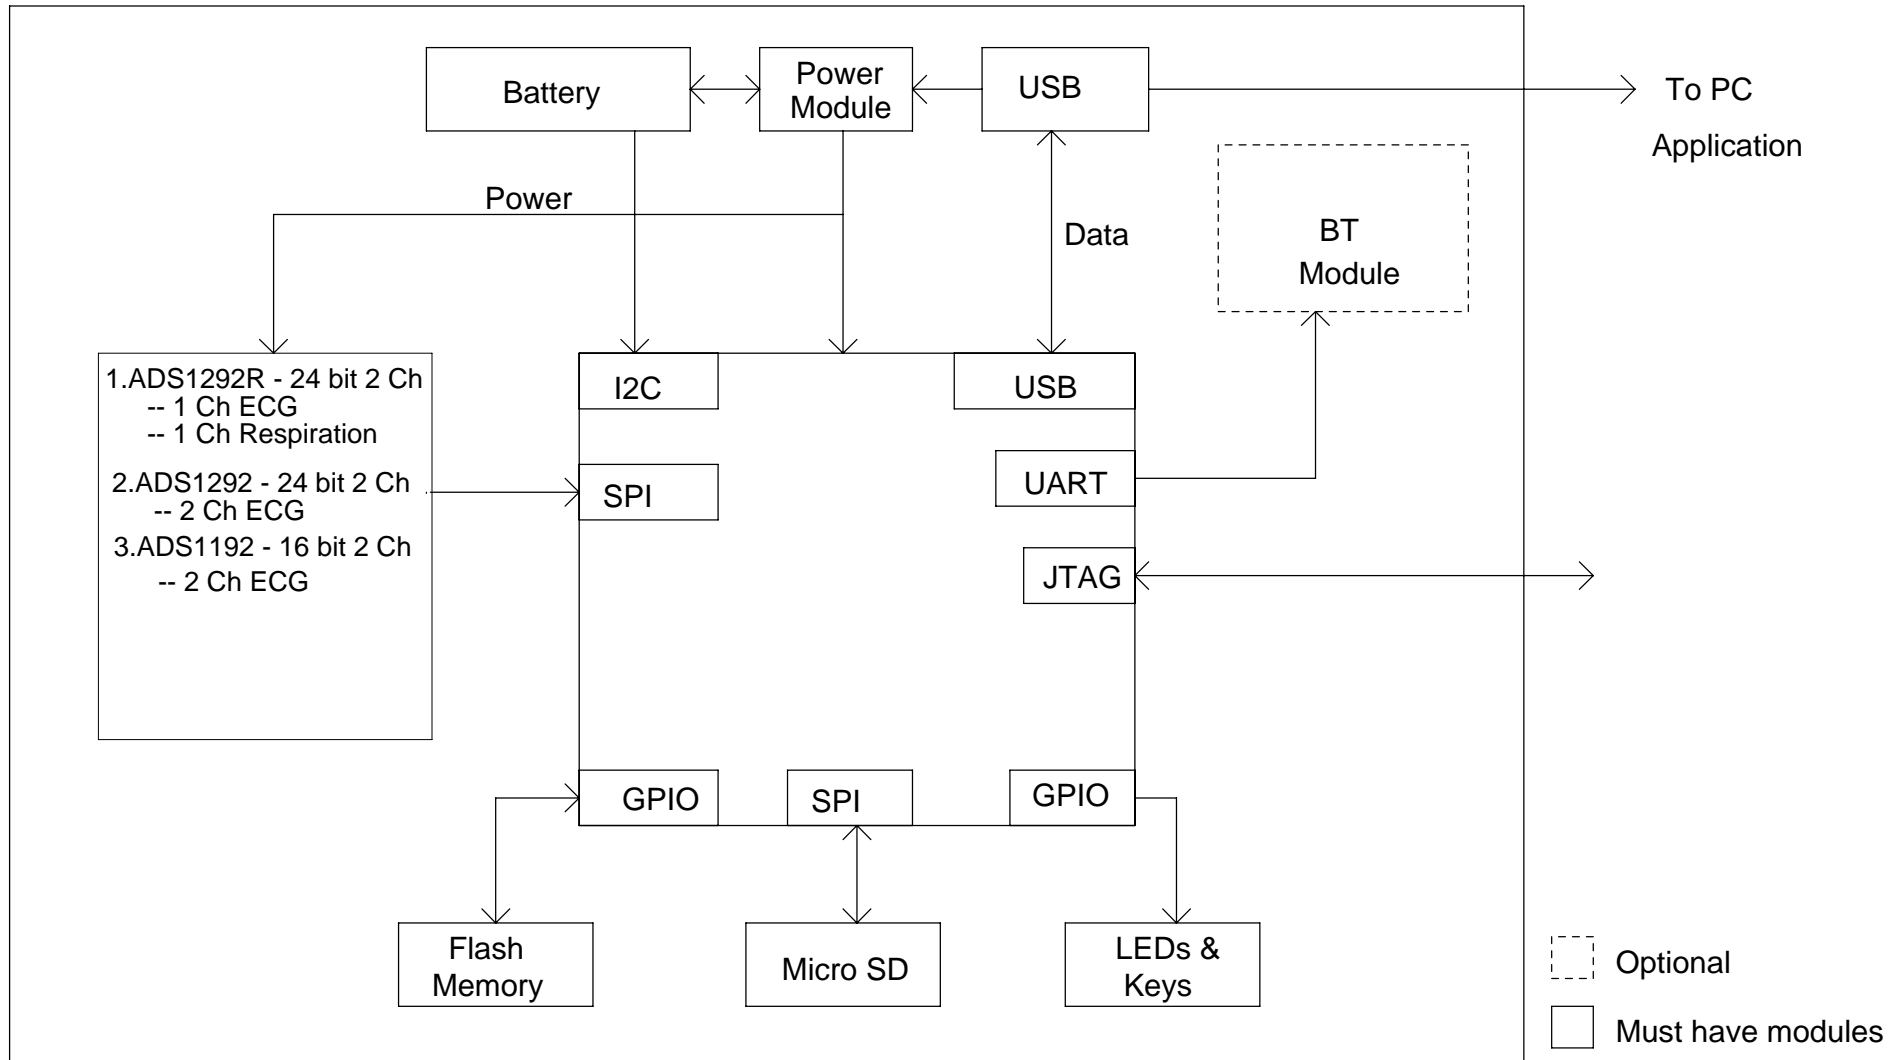 Battery
Power
Module
USB
To PC
Application
Power
Data
BT
Module
1.ADS1292R - 24 bit 2 Ch
-- 1 Ch ECG
-- 1 Ch Respiration
2.ADS1292 - 24 bit 2 Ch
-- 2 Ch ECG
3.ADS1192 - 16 bit 2 Ch
-- 2 Ch ECG
I2C
USB
SPI
UART
JTAG
GPIO
SPI
GPIO
Flash
Memory
Micro SD
LEDs &
Keys
Optional
Must have modules